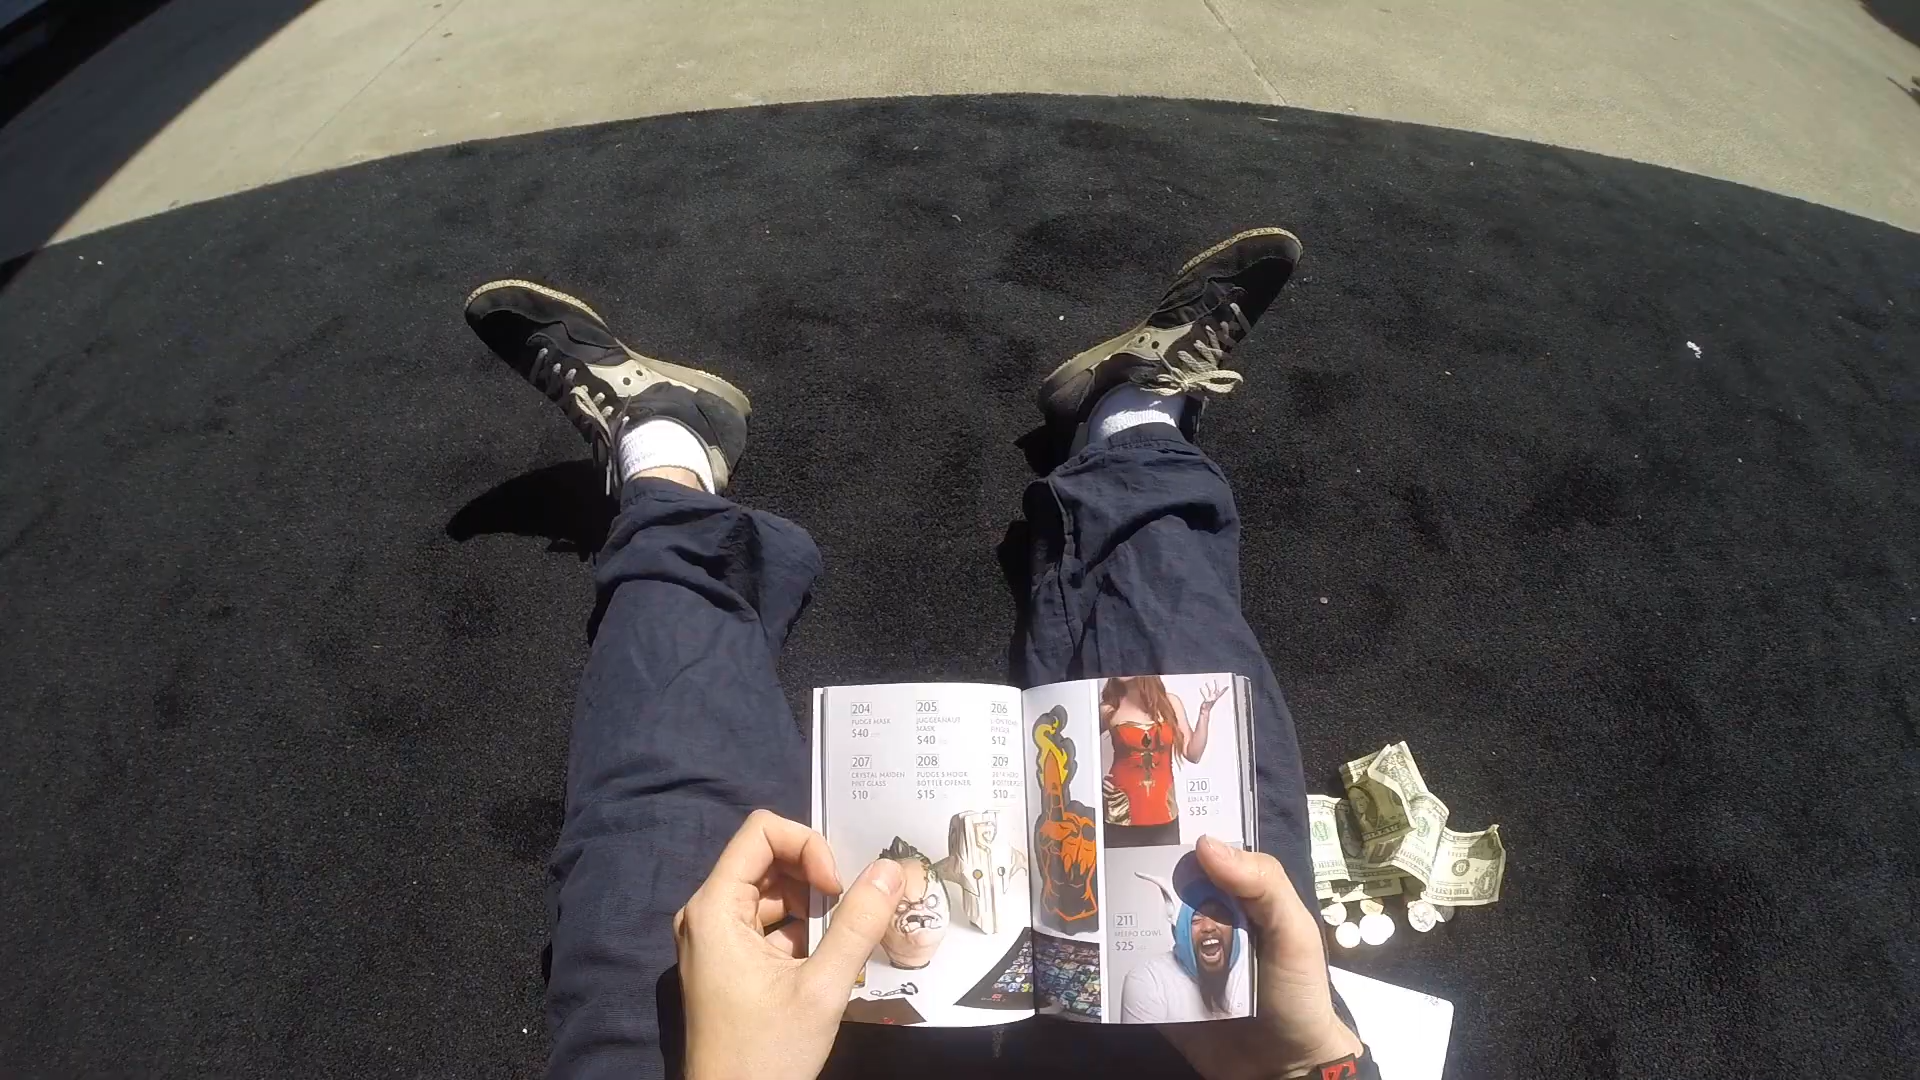 204
FUDGE MASK
$40
205
JUGGERNAUT
MASK
$40
206
$12
207
CRYSTAL MAIDEN
PINT GLASS
$10
208
PUDGE'S HOOK
BOTTLE OPENER
$15
209
$10
210
LINA TOP
$35
211
MEEPO COWL
$25